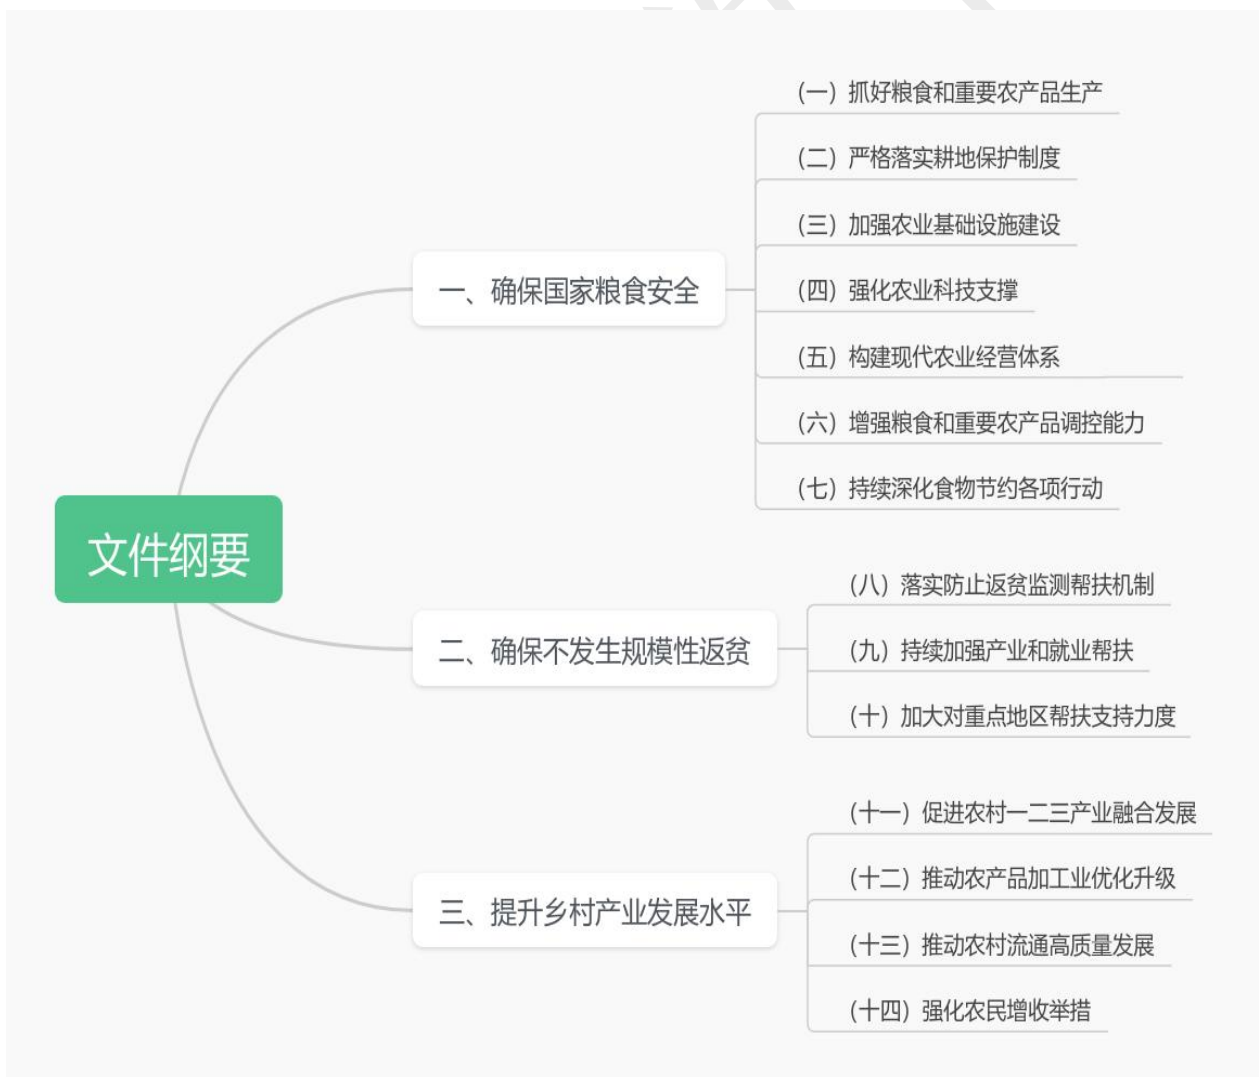 文件纲要
一、确保国家粮食安全
（一）抓好粮食和重要农产品生产
（二）严格落实耕地保护制度
（三）加强农业基础设施建设
（四）强化农业科技支撑
（五）构建现代农业经营体系
（六）增强粮食和重要农产品调控能力
（七）持续深化食物节约各项行动
二、确保不发生规模性返贫
（八）落实防止返贫监测帮扶机制
（九）持续加强产业和就业帮扶
（十）加大对重点地区帮扶支持力度
三、提升乡村产业发展水平
（十一）促进农村一二三产业融合发展
（十二）推动农产品加工业优化升级
（十三）推动农村流通高质量发展
（十四）强化农民增收举措